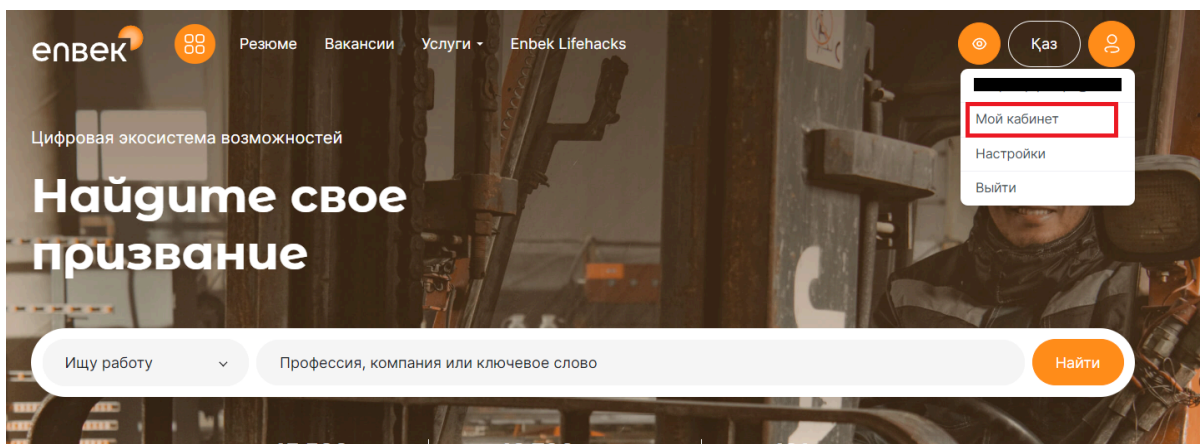 enbek
Резюме Вакансии Услуги Enbek Lifehacks Қаз
Мой кабинет
Настройки
Выйти
Цифровая экосистема возможностей
Найдите свое
призвание
Ищу работу Профессия, компания или ключевое слово Найти